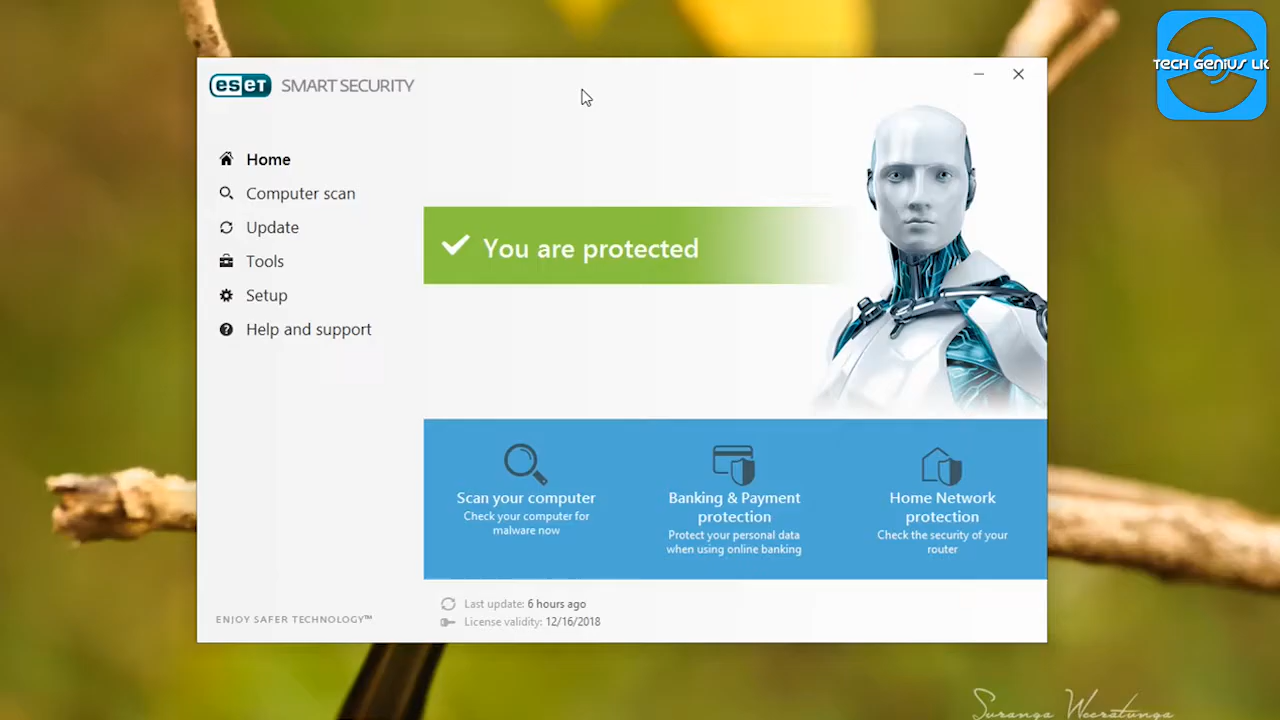 TECH GENIUS LK
eseT SMART SECURITY
Home
Computer scan
Update
Tools
Setup
Help and support
You are protected
Scan your computer
Check your computer for
malware now
Banking & Payment
protection
Protect your personal data
when using online banking
Home Network
protection
Check the security of your
router
Last update: 6 hours ago
License validity: 12/16/2018
ENJOY SAFER TECHNOLOGY™
Suranga Weeratunga